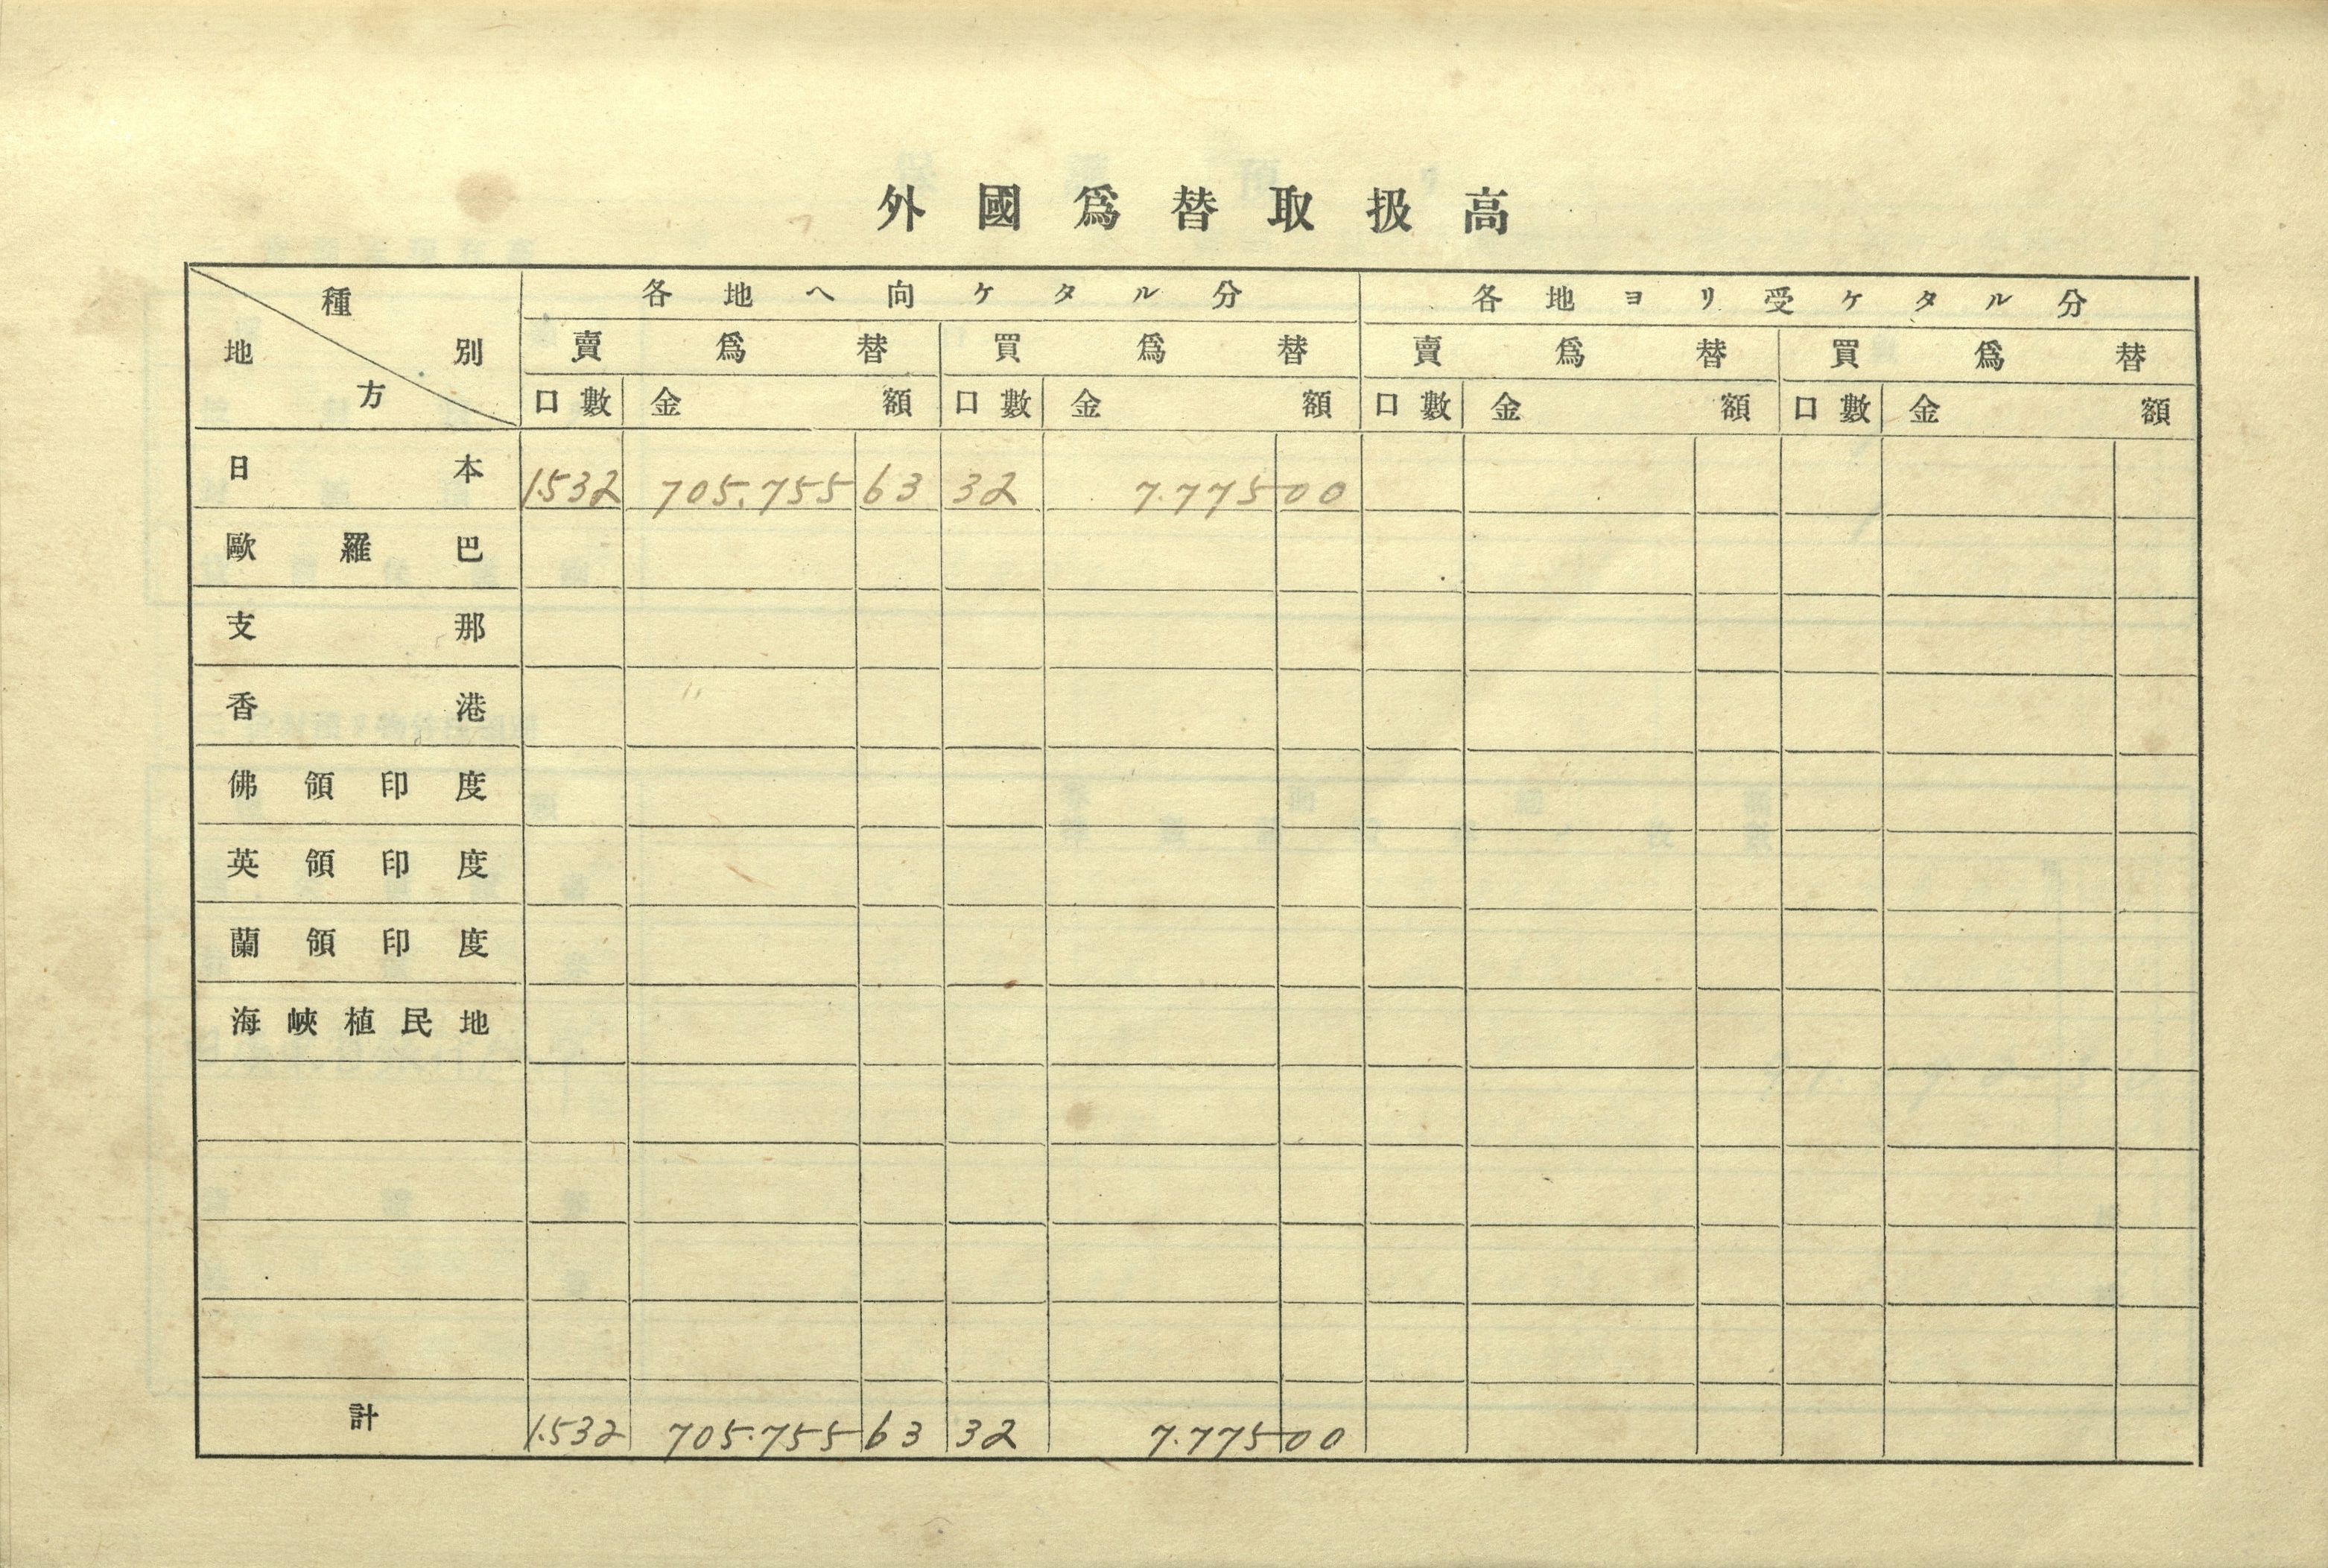 外國爲替取扱高
種別 地方 各地ヘ向ケタル分 各地ヨリ受ケタル分
賣爲替 買爲替 賣爲替 買爲替
口數 金額 口數 金額 口數 金額 口數 金額
日本 1.532 705.755 63 32 7.775 00
歐羅巴
支那
香港
佛領印度
英領印度
蘭領印度
海峽植民地
計 1.532 705.755 63 32 7.775 00